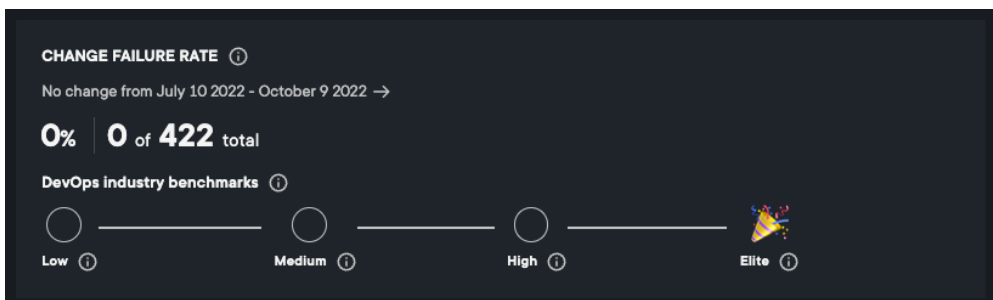 CHANGE FAILURE RATE
No change from July 10 2022 - October 9 2022 →
0% 0 of 422 total
DevOps industry benchmarks
Low Medium High Elite